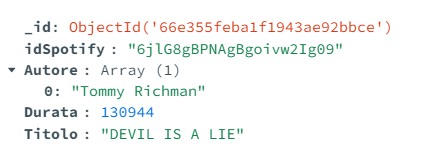 _id: ObjectId('66e355feba1f1943ae92bbce')
idSpotify : "6jlG8gBPNAgBgoivw2Ig09"
Autore : Array (1)
0: "Tommy Richman"
Durata : 130944
Titolo : "DEVIL IS A LIE"